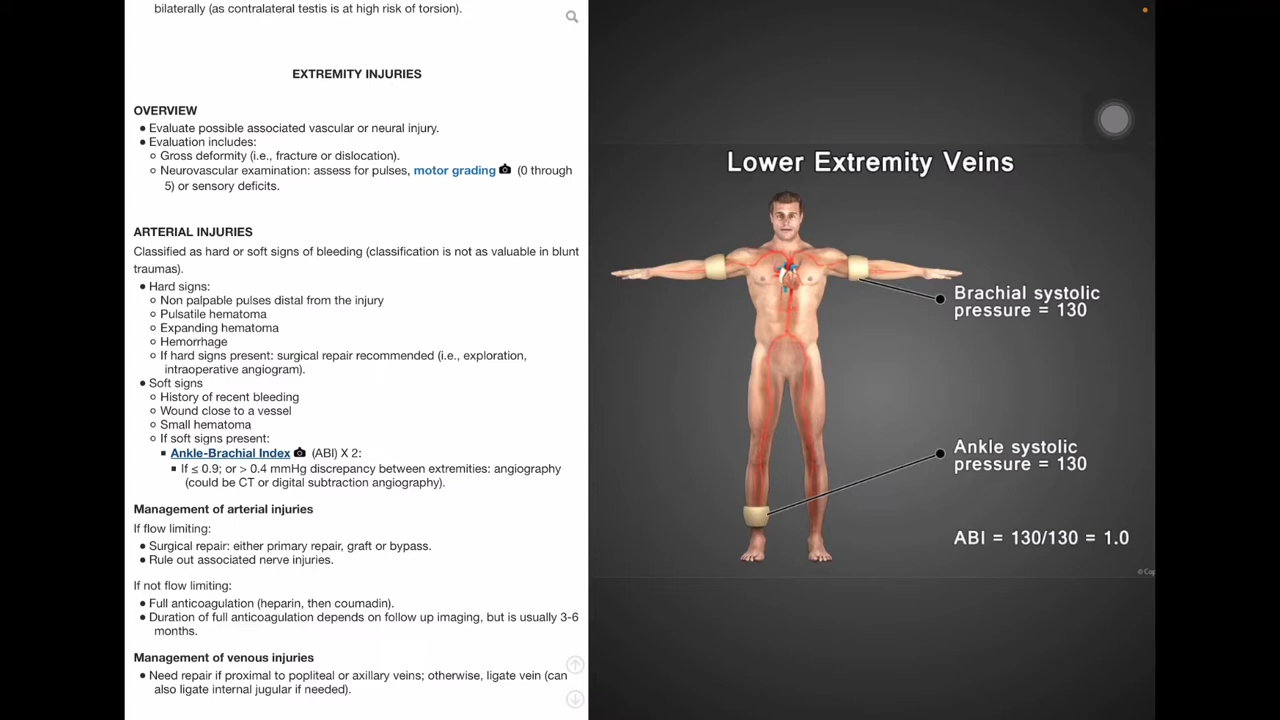 bilaterally (as contralateral testis is at high risk of torsion).
EXTREMITY INJURIES
OVERVIEW
● Evaluate possible associated vascular or neural injury.
● Evaluation includes:
○ Gross deformity (i.e., fracture or dislocation).
○ Neurovascular examination: assess for pulses, motor grading (0 through
5) or sensory deficits.
ARTERIAL INJURIES
Classified as hard or soft signs of bleeding (classification is not as valuable in blunt
traumas).
● Hard signs:
○ Non palpable pulses distal from the injury
○ Pulsatile hematoma
○ Expanding hematoma
○ Hemorrhage
○ If hard signs present: surgical repair recommended (i.e., exploration,
intraoperative angiogram).
● Soft signs
○ History of recent bleeding
○ Wound close to a vessel
○ Small hematoma
○ If soft signs present:
■ Ankle-Brachial Index (ABI) X 2:
■ If ≤ 0.9; or > 0.4 mmHg discrepancy between extremities: angiography
(could be CT or digital subtraction angiography).
Management of arterial injuries
If flow limiting:
● Surgical repair: either primary repair, graft or bypass.
● Rule out associated nerve injuries.
If not flow limiting:
● Full anticoagulation (heparin, then coumadin).
● Duration of full anticoagulation depends on follow up imaging, but is usually 3-6
months.
Management of venous injuries
● Need repair if proximal to popliteal or axillary veins; otherwise, ligate vein (can
also ligate internal jugular if needed).
Lower Extremity Veins
Brachial systolic
pressure = 130
Ankle systolic
pressure = 130
ABI = 130/130 = 1.0
© Cop